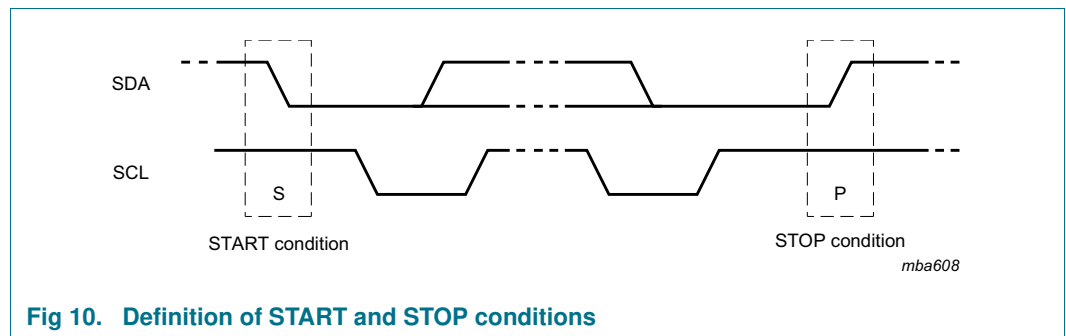 SDA
SCL
S
P
START condition
STOP condition
mba608
Fig 10. Definition of START and STOP conditions